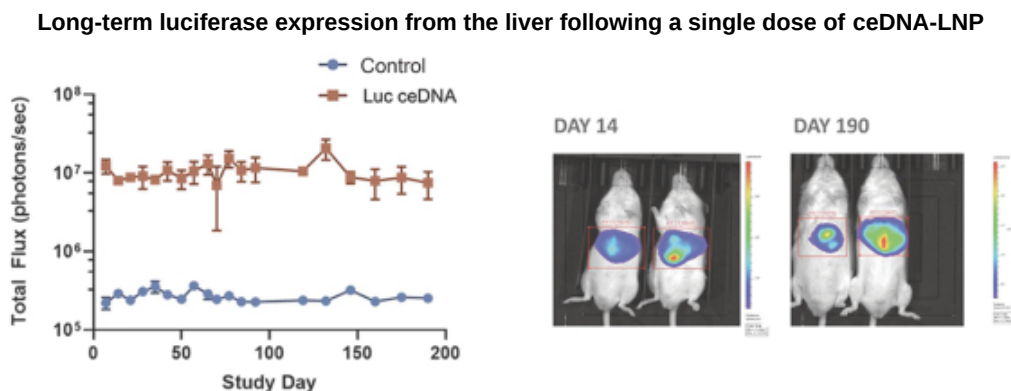 Long-term luciferase expression from the liver following a single dose of ceDNA-LNP
Control
Luc ceDNA
Total Flux (photons/sec)
10⁸
10⁷
10⁶
10⁵
0 50 100 150 200
Study Day
DAY 14
DAY 190